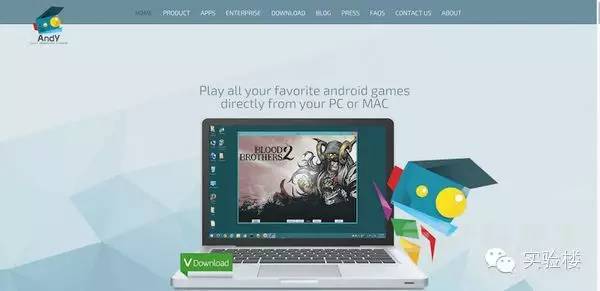 HOME PRODUCT APPS ENTERPRISE DOWNLOAD BLOG PRESS FAQS CONTACT US ABOUT
AndY
Play all your favorite android games
directly from your PC or MAC
BLOOD
BROTHERS 2
Download
实验楼